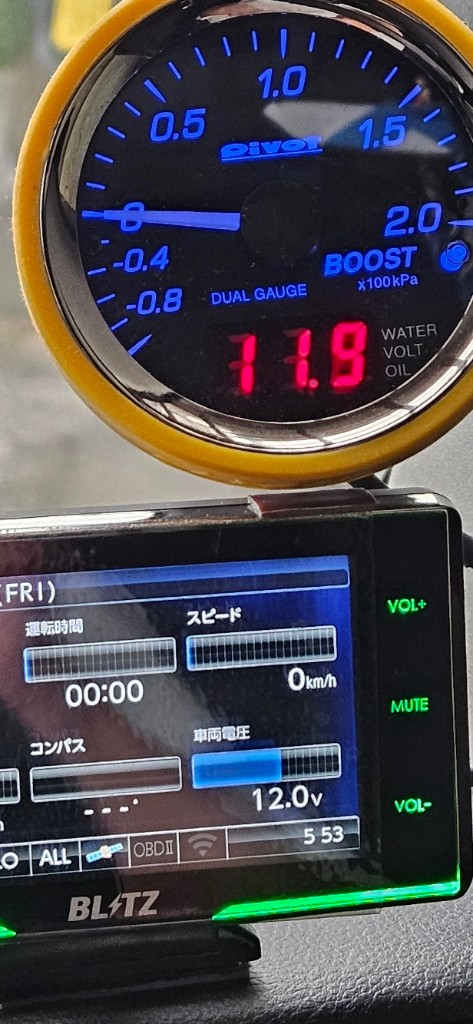 1.0
0.5
1.5
Pivot
0
2.0
-0.4
BOOST
-0.8
x100kPa
DUAL GAUGE
11.9
WATER
VOLT
OIL
(FRI)
運転時間
スピード
00:00
0km/h
コンパス
車両電圧
---°
12.0v
LO
ALL
OBDⅡ
5 53
BLITZ
VOL+
MUTE
VOL-